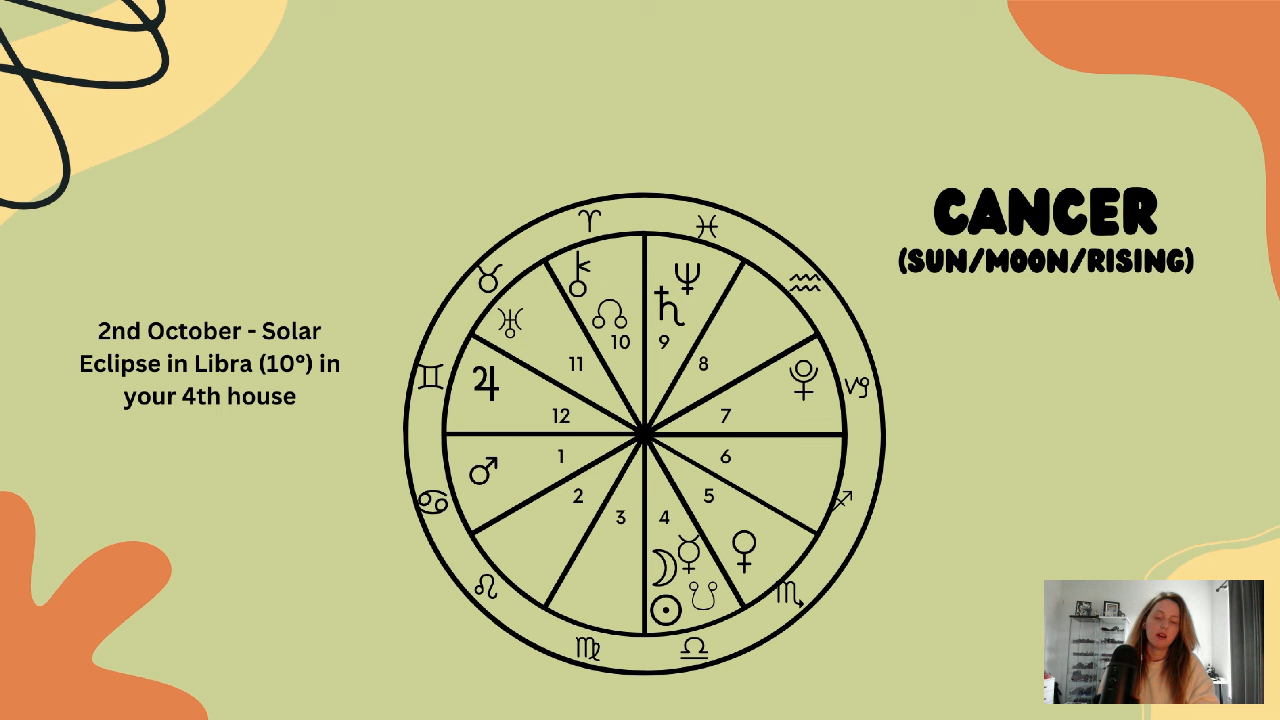 CANCER
(SUN/MOON/RISING)
2nd October - Solar
Eclipse in Libra (10°) in
your 4th house
♈ ♓
♉ ♒
♊ ♑
♋ ♐
♌ ♏
♍ ♎
⚷ ☊ 10
♄ ♆ 9
♅ 11
8
♃ 12
♇ 7
♂ 1
6
2
5 ♀
3
4 ☽ ☿ ☉ ☋